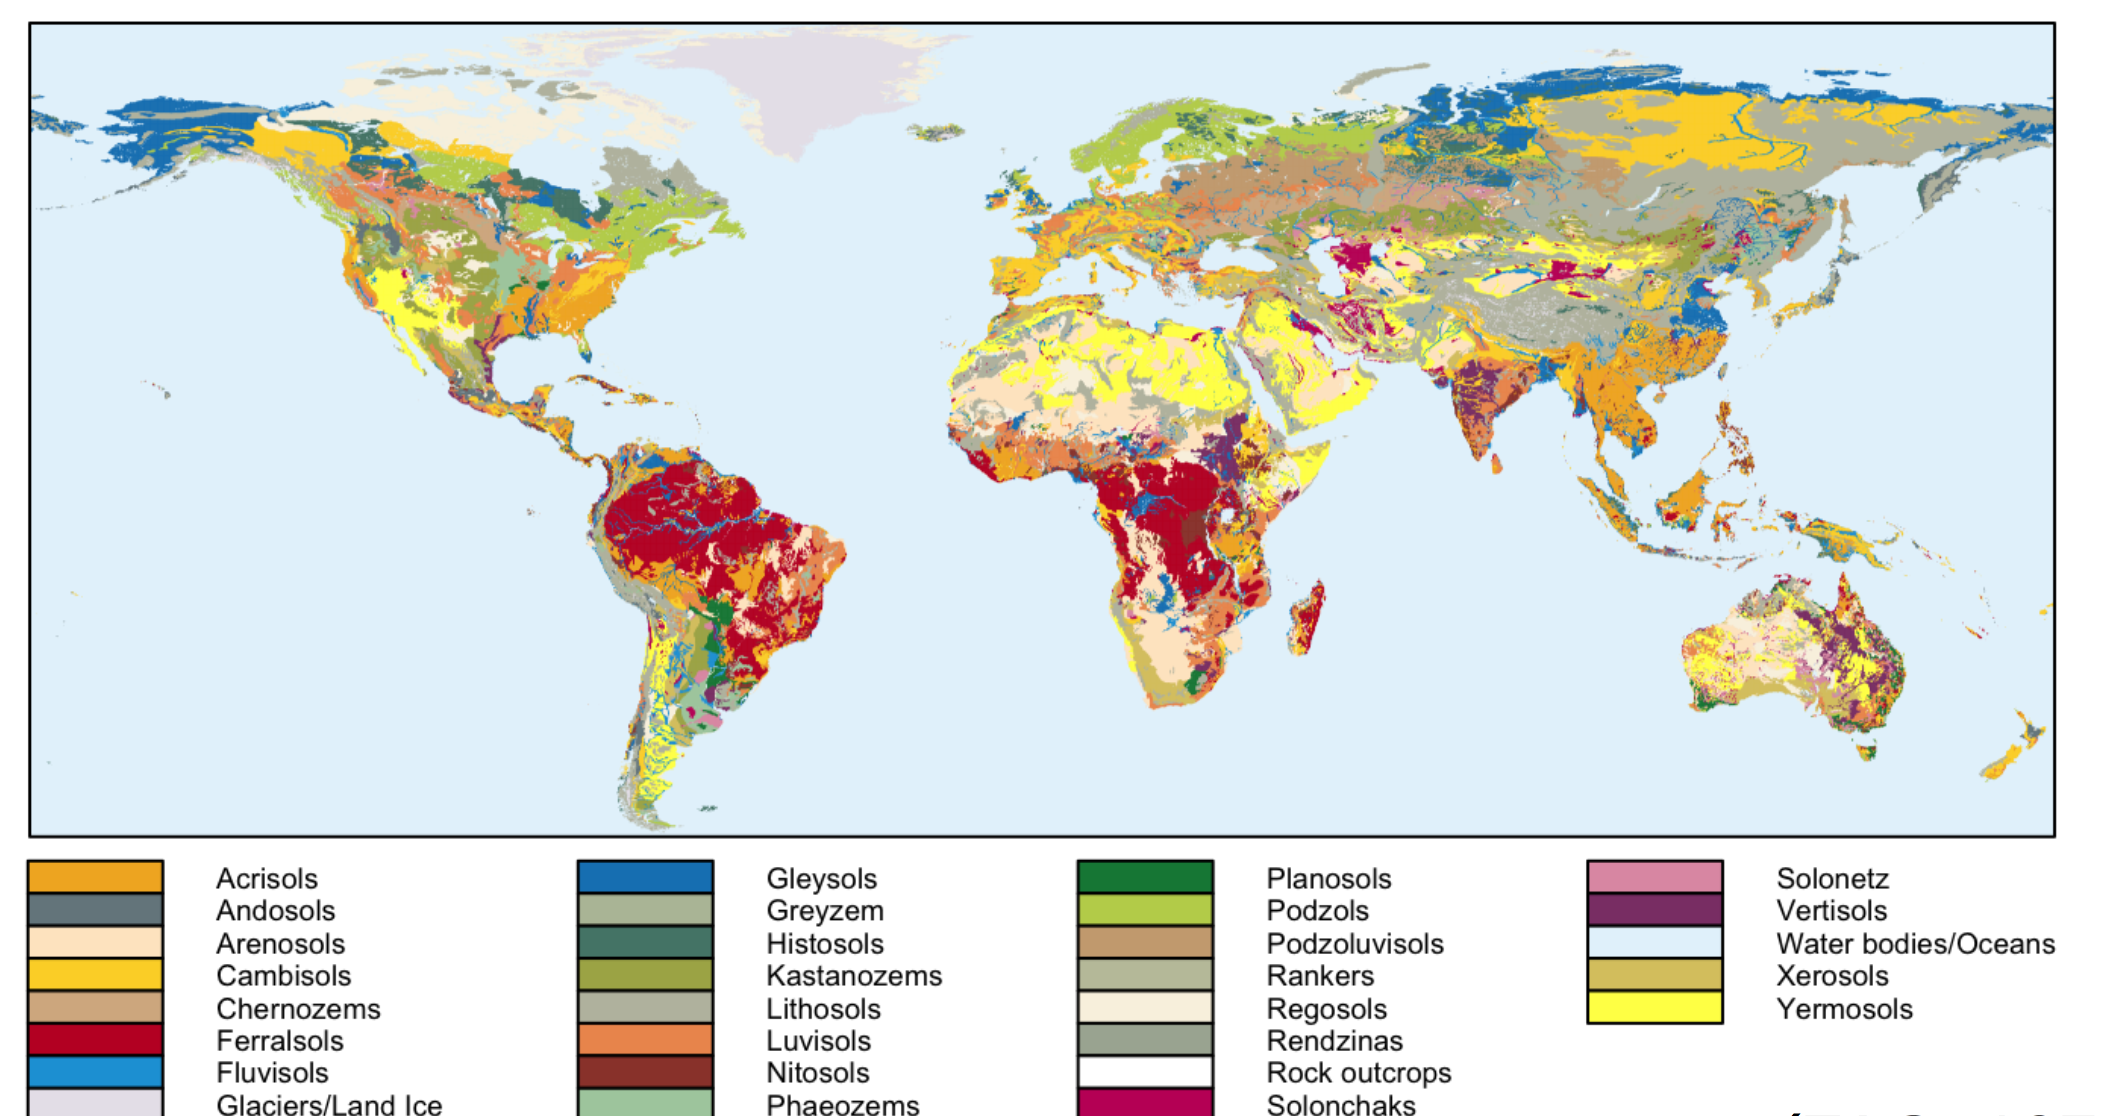 Acrisols
Andosols
Arenosols
Cambisols
Chernozems
Ferralsols
Fluvisols
Glaciers/Land Ice
Gleysols
Greyzem
Histosols
Kastanozems
Lithosols
Luvisols
Nitosols
Phaeozems
Planosols
Podzols
Podzoluvisols
Rankers
Regosols
Rendzinas
Rock outcrops
Solonchaks
Solonetz
Vertisols
Water bodies/Oceans
Xerosols
Yermosols